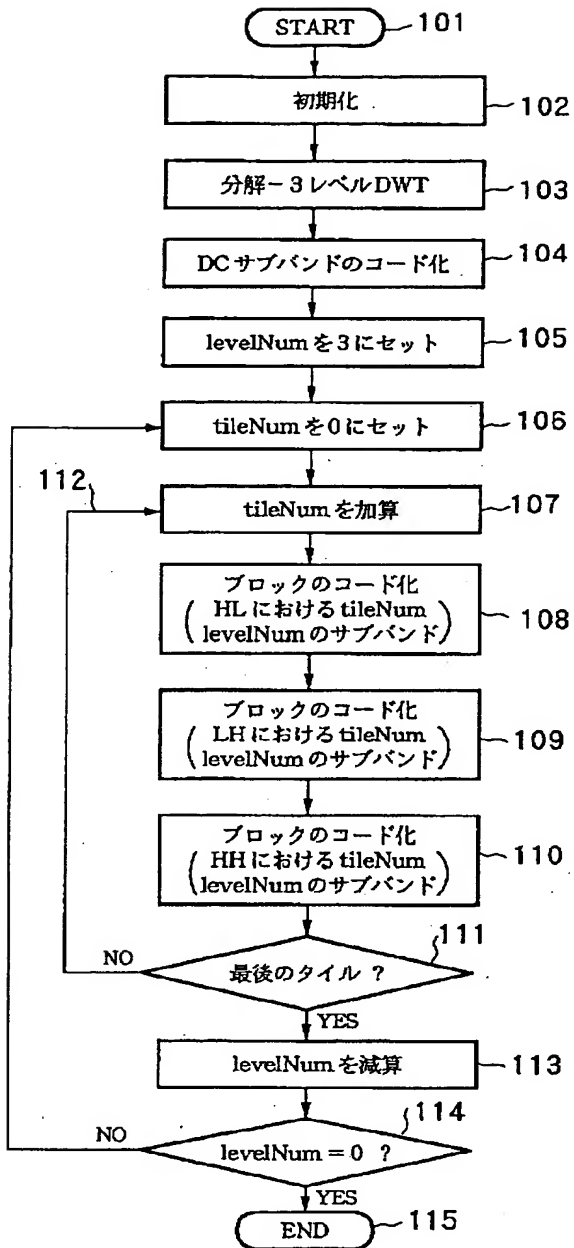 START 101
初期化 102
分解-3レベルDWT 103
DCサブバンドのコード化 104
levelNumを3にセット 105
tileNumを0にセット 106
112
tileNumを加算 107
ブロックのコード化
(HLにおけるtileNum
levelNumのサブバンド) 108
ブロックのコード化
(LHにおけるtileNum
levelNumのサブバンド) 109
ブロックのコード化
(HHにおけるtileNum
levelNumのサブバンド) 110
111
NO 最後のタイル ?
YES
levelNumを減算 113
114
NO levelNum = 0 ?
YES
END 115